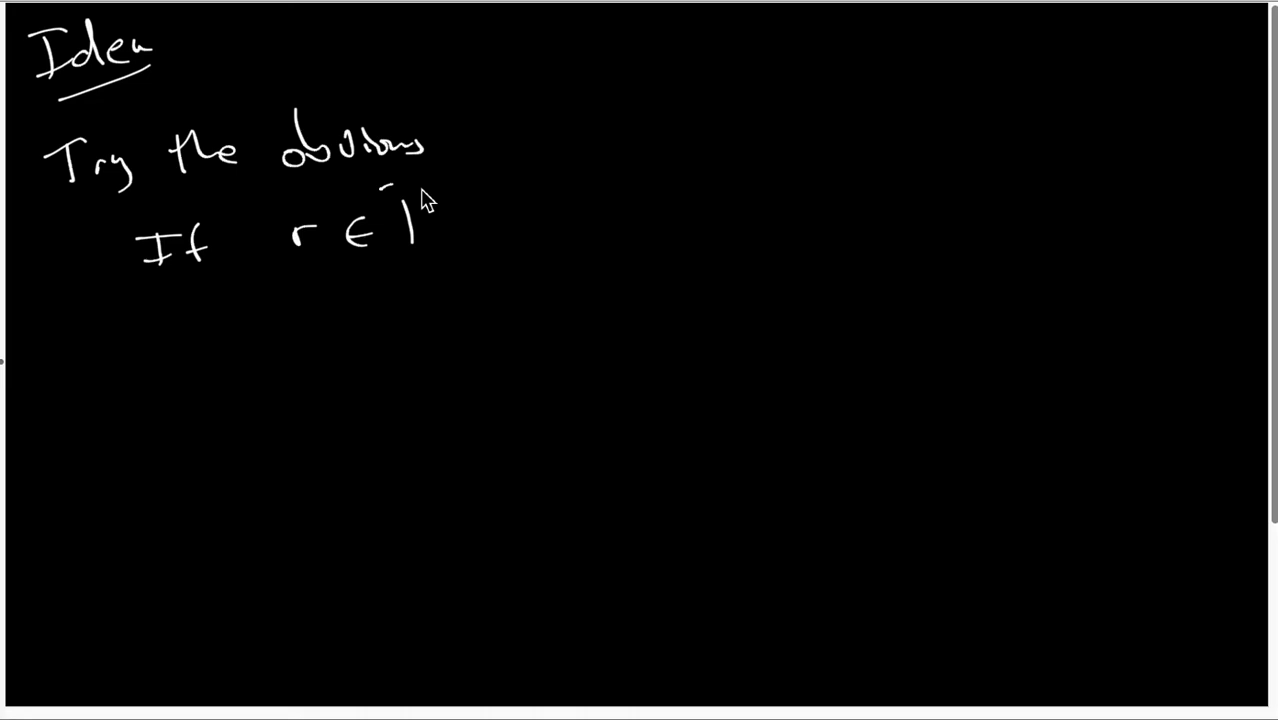 Idea
Try the obvious
If r ∈